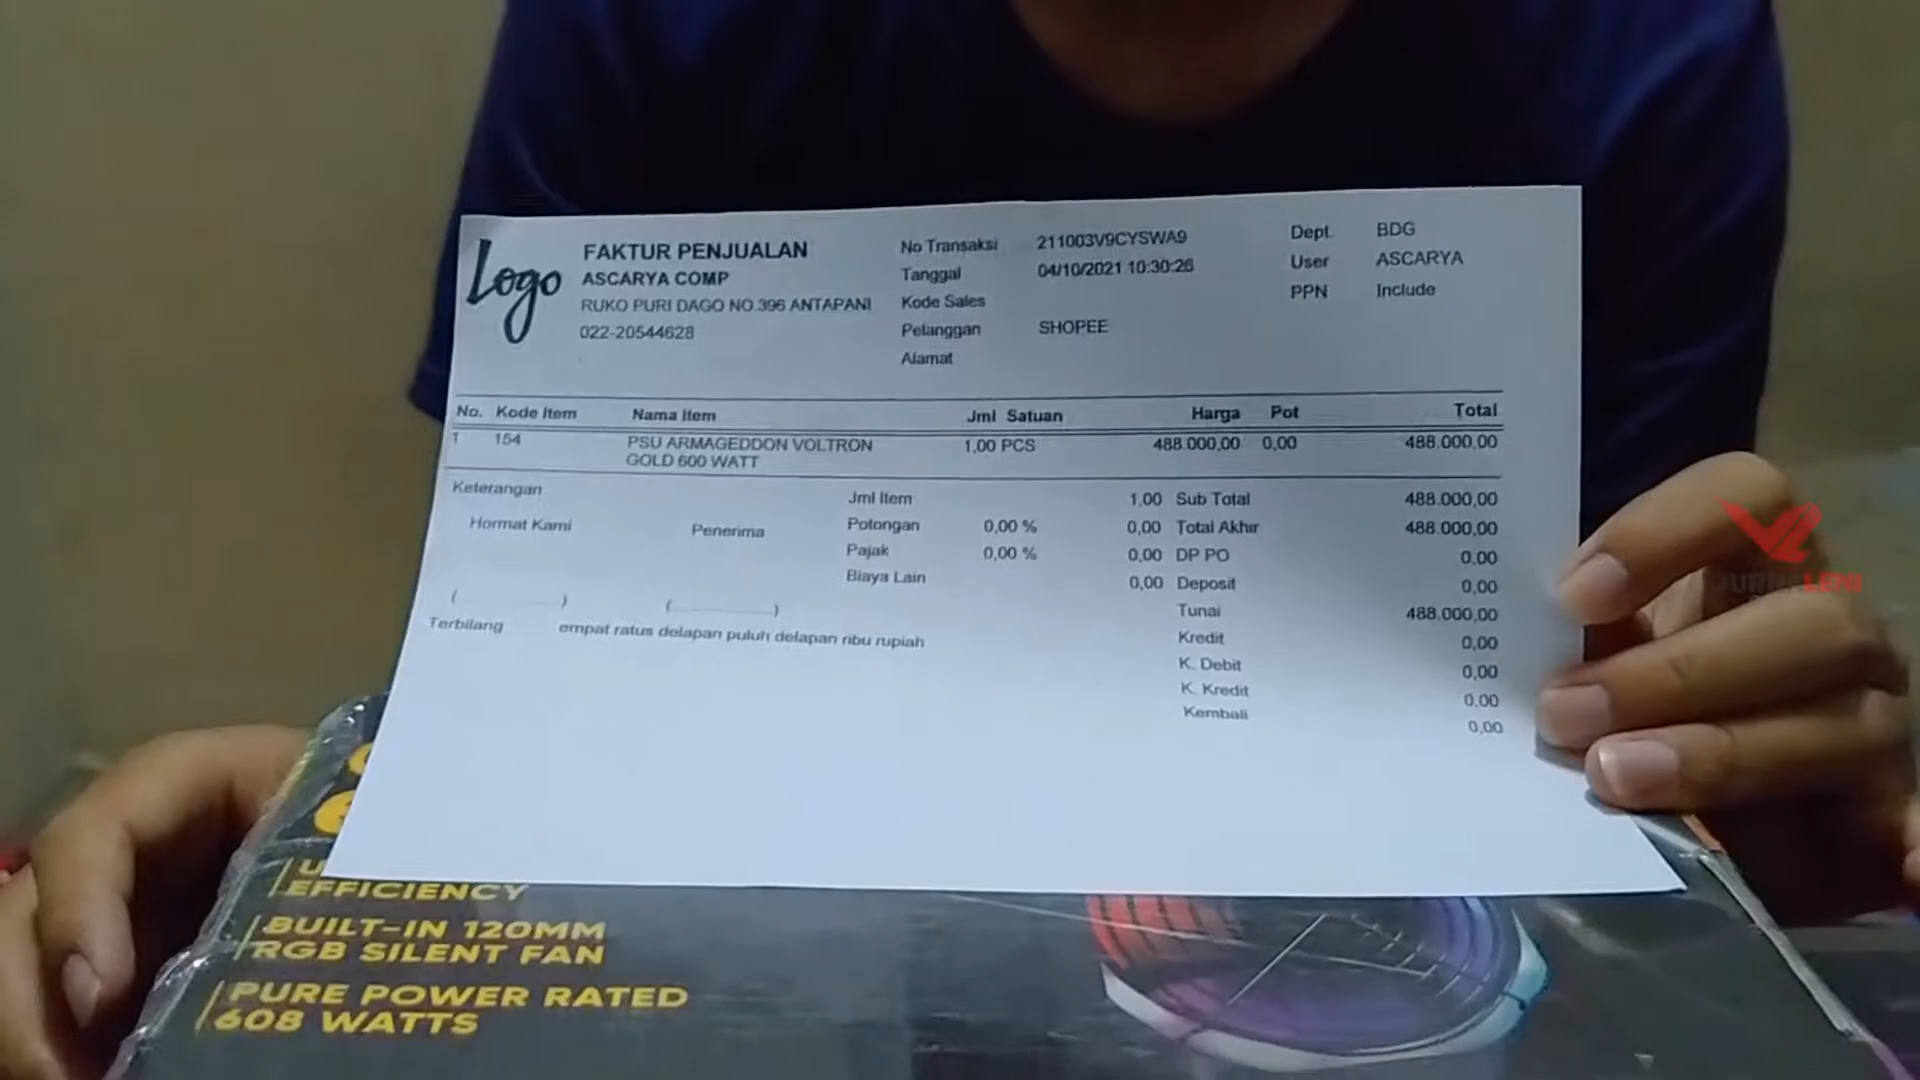 Logo
FAKTUR PENJUALAN
ASCARYA COMP
RUKO PURI DAGO NO.396 ANTAPANI
022-20544628
No Transaksi 211003V9CYSWA9
Tanggal 04/10/2021 10:30:26
Kode Sales
Pelanggan SHOPEE
Alamat
Dept. BDG
User ASCARYA
PPN Include
No. Kode Item Nama Item Jml Satuan Harga Pot Total
1 154 PSU ARMAGEDDON VOLTRON 1,00 PCS 488.000,00 0,00 488.000,00
GOLD 600 WATT
Keterangan
Hormat Kami Penerima
(....................) (....................)
Jml Item 1,00
Potongan 0,00 % 0,00
Pajak 0,00 % 0,00
Biaya Lain 0,00
Sub Total 488.000,00
Total Akhir 488.000,00
DP PO 0,00
Deposit 0,00
Tunai 488.000,00
Kredit 0,00
K. Debit 0,00
K. Kredit 0,00
Kembali 0,00
Terbilang empat ratus delapan puluh delapan ribu rupiah
EFFICIENCY
BUILT-IN 120MM
RGB SILENT FAN
PURE POWER RATED
608 WATTS